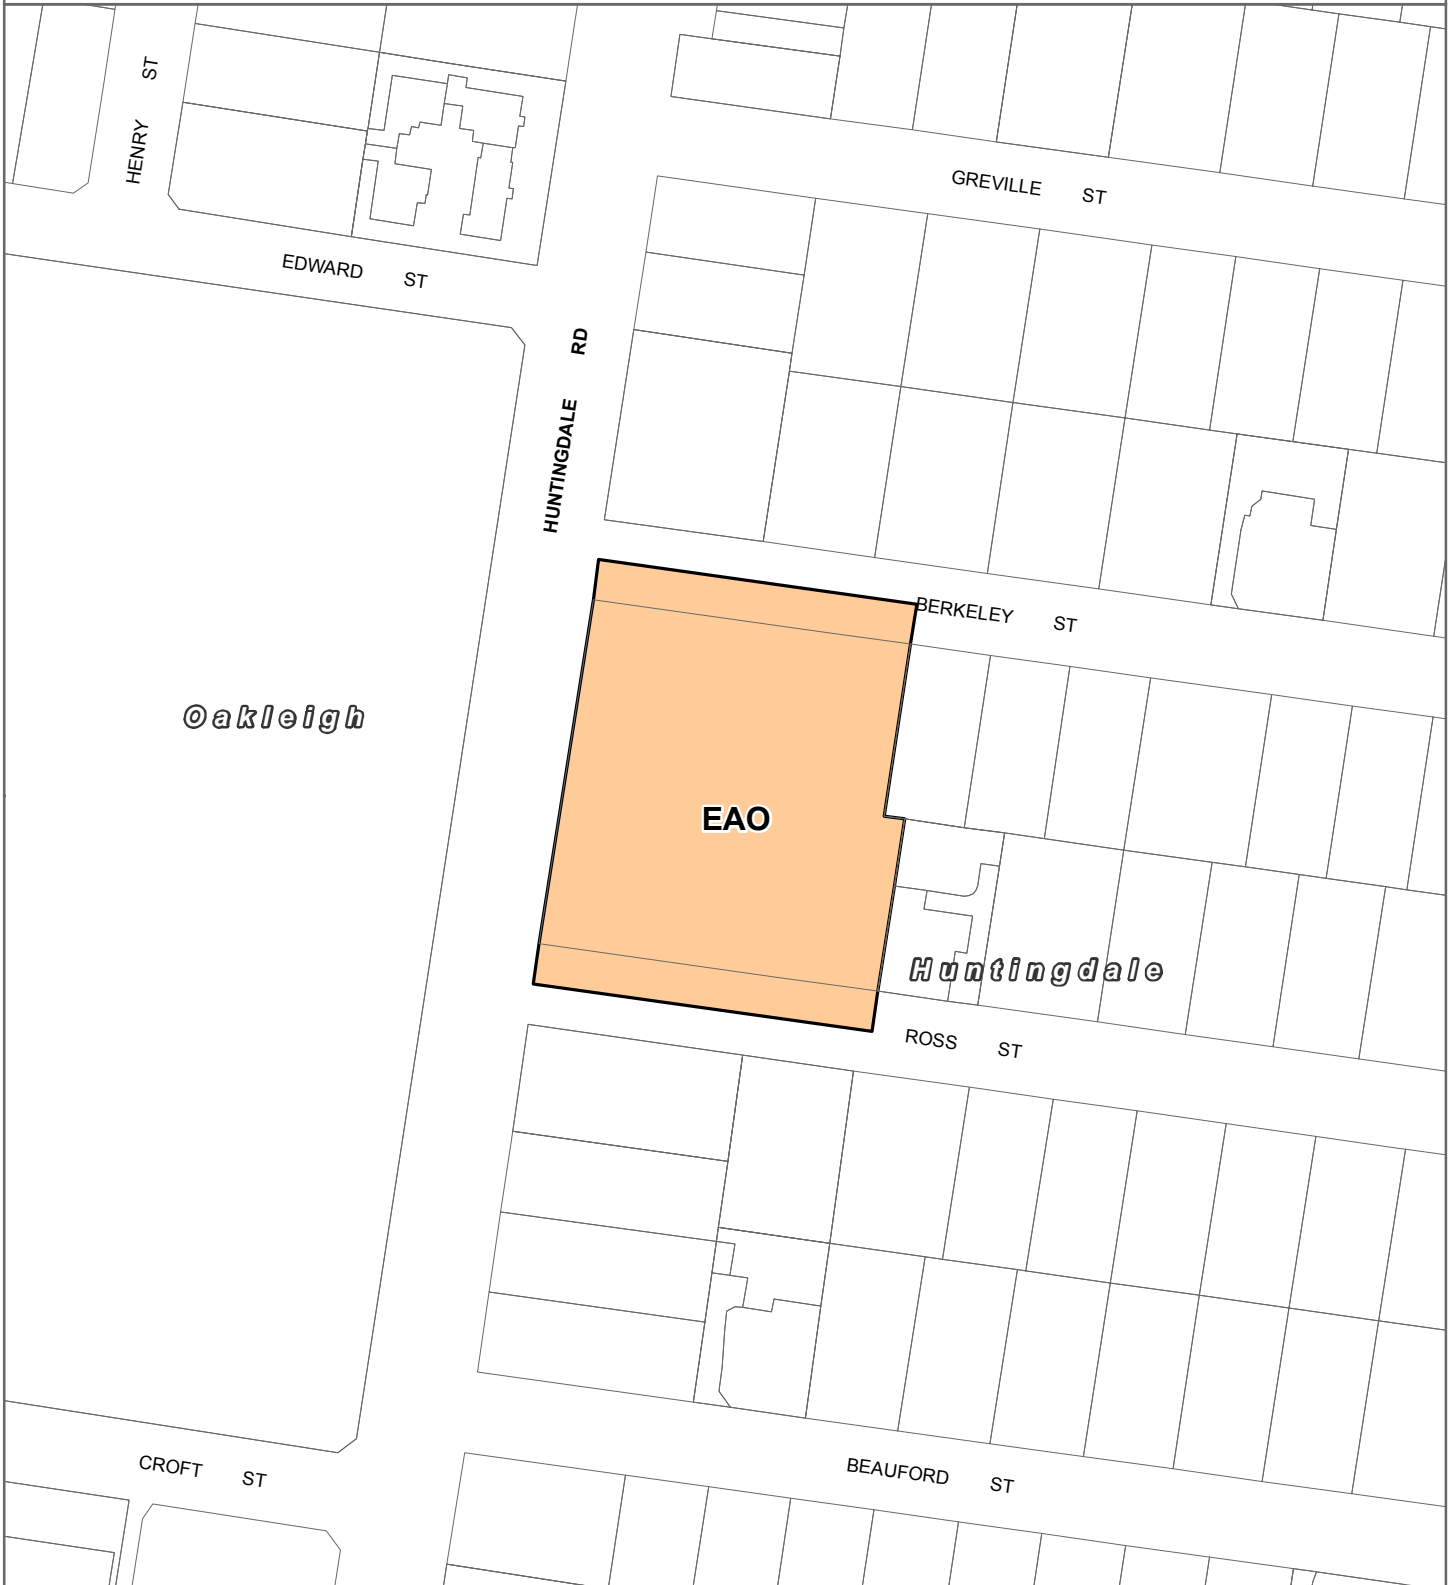 HENRY ST
GREVILLE ST
EDWARD ST
HUNTINGDALE RD
BERKELEY ST
Oakleigh
EAO
Huntingdale
ROSS ST
CROFT ST
BEAUFORD ST